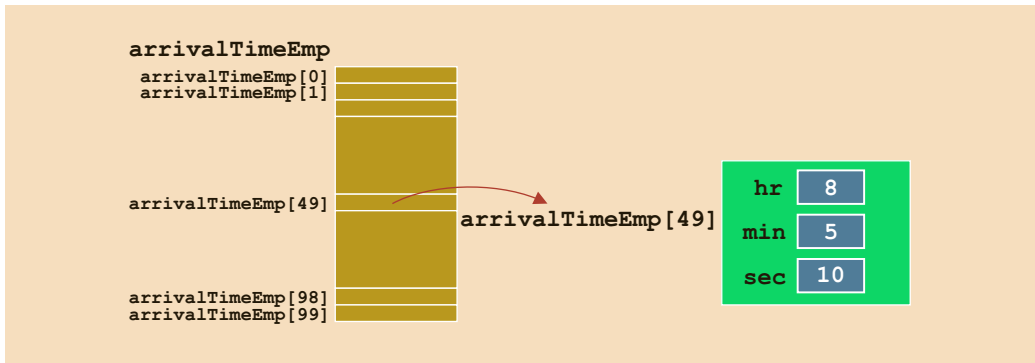 arrivalTimeEmp
arrivalTimeEmp[0]
arrivalTimeEmp[1]
arrivalTimeEmp[49]
arrivalTimeEmp[49]
hr 8
min 5
sec 10
arrivalTimeEmp[98]
arrivalTimeEmp[99]